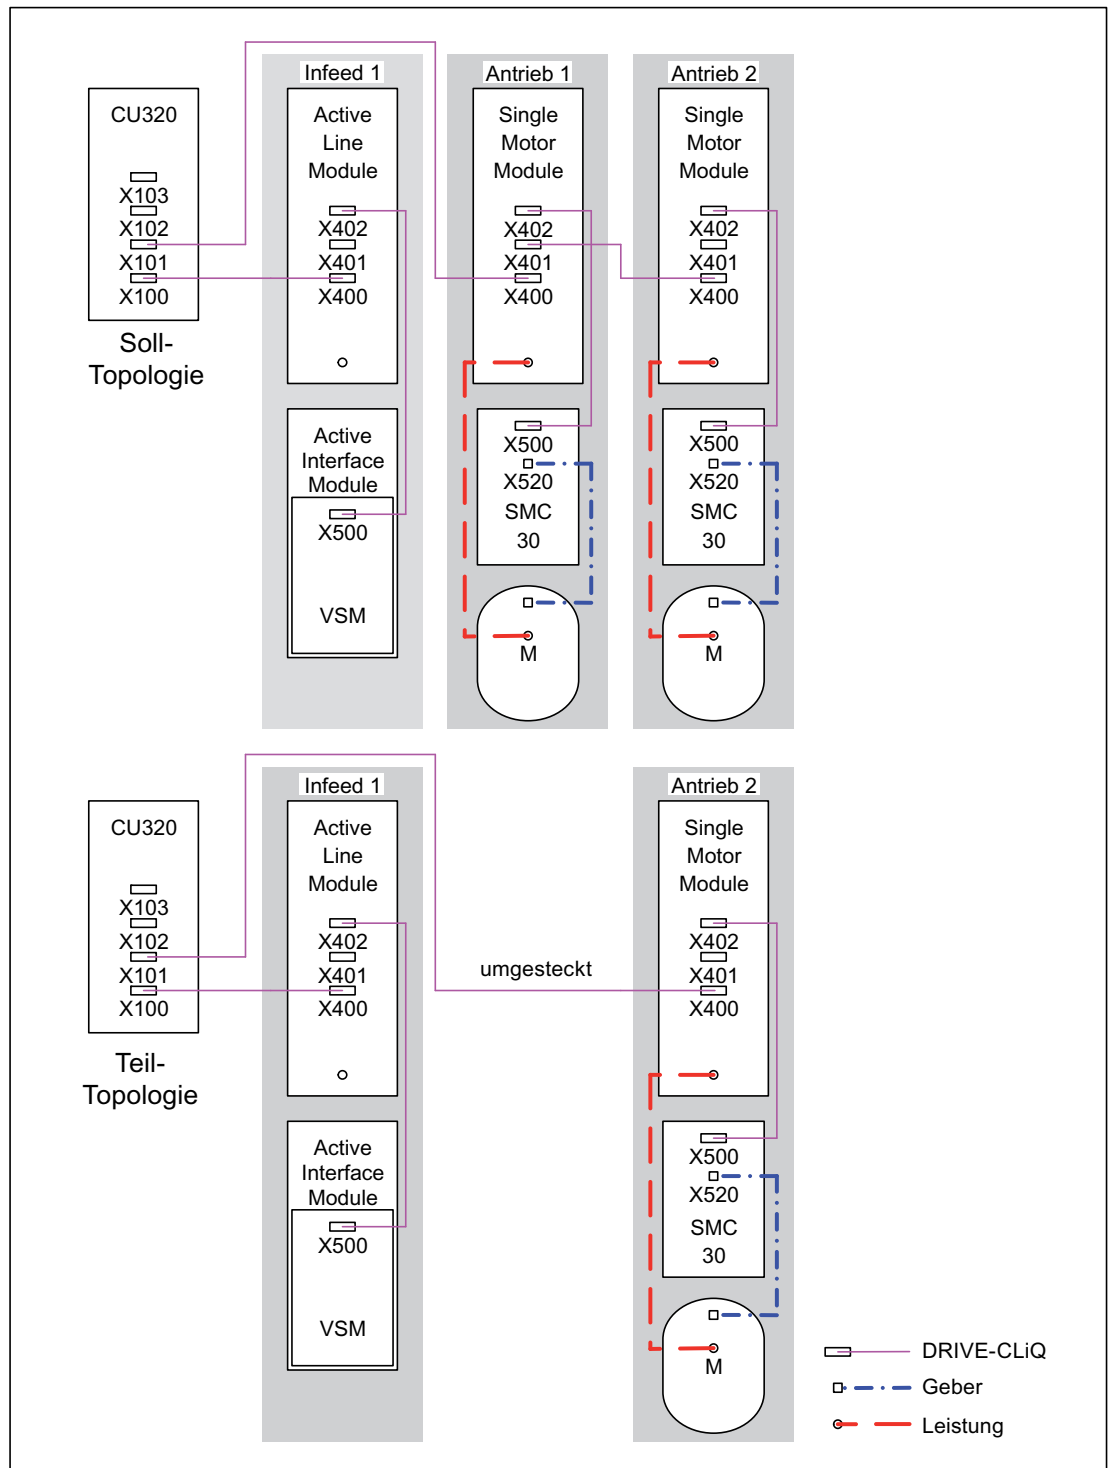 Infeed 1
Antrieb 1
Antrieb 2
CU320
X103
X102
X101
X100
Soll-
Topologie
Active
Line
Module
X402
X401
X400
Active
Interface
Module
X500
VSM
Single
Motor
Module
X402
X401
X400
X500
X520
SMC
30
M
Single
Motor
Module
X402
X401
X400
X500
X520
SMC
30
M
Infeed 1
Antrieb 2
CU320
X103
X102
X101
X100
Teil-
Topologie
Active
Line
Module
X402
X401
X400
Active
Interface
Module
X500
VSM
umgesteckt
Single
Motor
Module
X402
X401
X400
X500
X520
SMC
30
M
DRIVE-CLiQ
Geber
Leistung